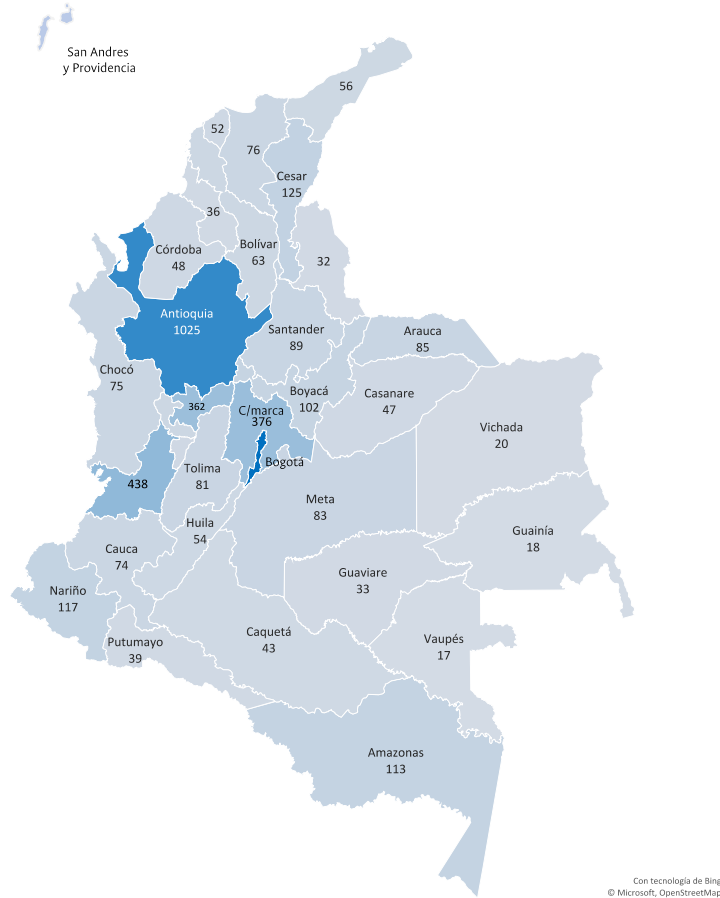 San Andres
y Providencia
56
52
76
Cesar
125
36
Córdoba
48
Bolívar
63
32
Antioquia
1025
Santander
89
Arauca
85
Chocó
75
Boyacá
102
Casanare
47
362
C/marca
376
Vichada
20
Bogotá
Tolima
81
438
Meta
83
Huila
54
Guainía
18
Cauca
74
Guaviare
33
Nariño
117
Caquetá
43
Vaupés
17
Putumayo
39
Amazonas
113
Con tecnología de Bing
© Microsoft, OpenStreetMap